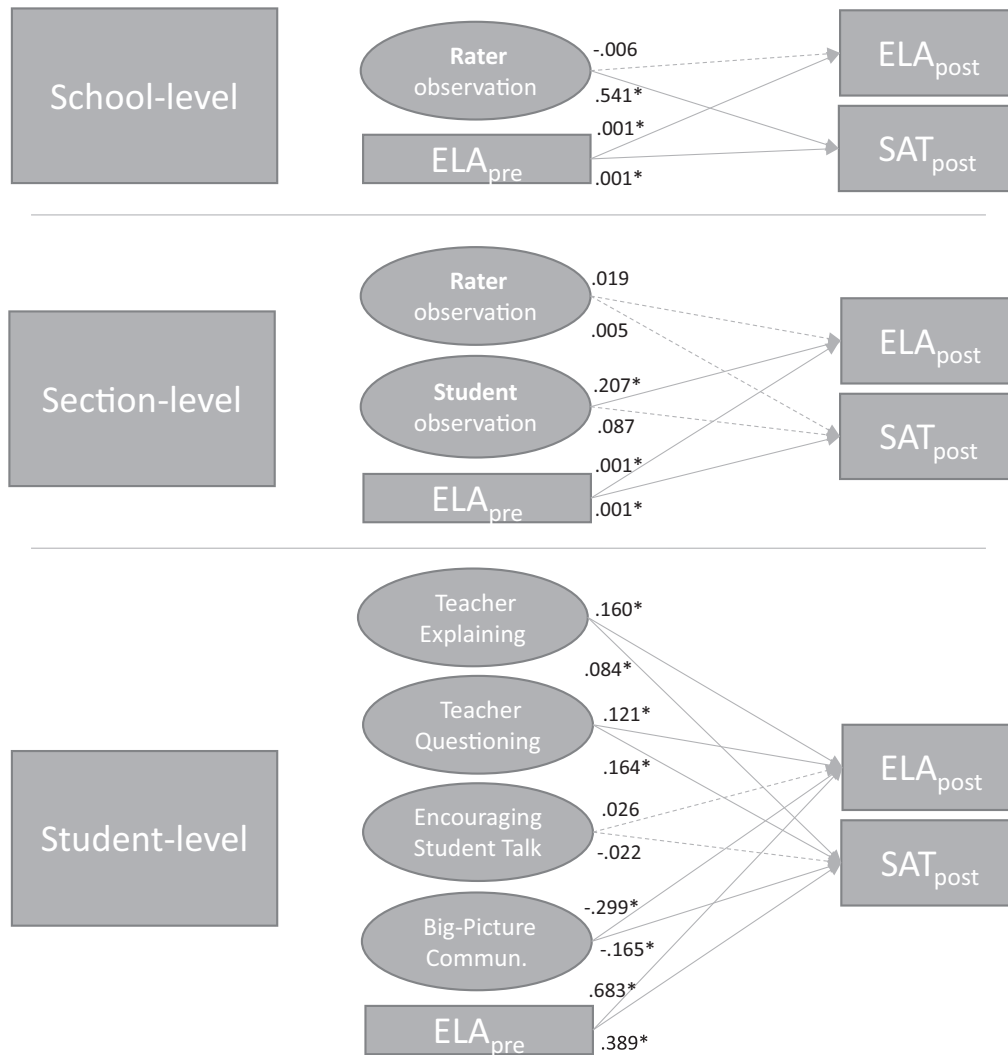 School-level
Rater
observation
ELApre
-.006
.541*
.001*
.001*
ELApost
SATpost
Section-level
Rater
observation
Student
observation
ELApre
.019
.005
.207*
.087
.001*
.001*
ELApost
SATpost
Student-level
Teacher
Explaining
Teacher
Questioning
Encouraging
Student Talk
Big-Picture
Commun.
ELApre
.160*
.084*
.121*
.164*
.026
-.022
-.299*
-.165*
.683*
.389*
ELApost
SATpost